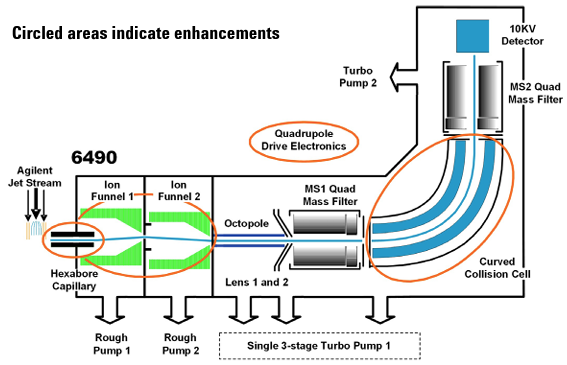 Circled areas indicate enhancements
10KV
Detector
Turbo
Pump 2
MS2 Quad
Mass Filter
Quadrupole
Drive Electronics
6490
Agilent
Jet Stream
Ion
Funnel 1
Ion
Funnel 2
MS1 Quad
Mass Filter
Octopole
Hexabore
Capillary
Lens 1 and 2
Curved
Collision Cell
Rough
Pump 1
Rough
Pump 2
Single 3-stage Turbo Pump 1